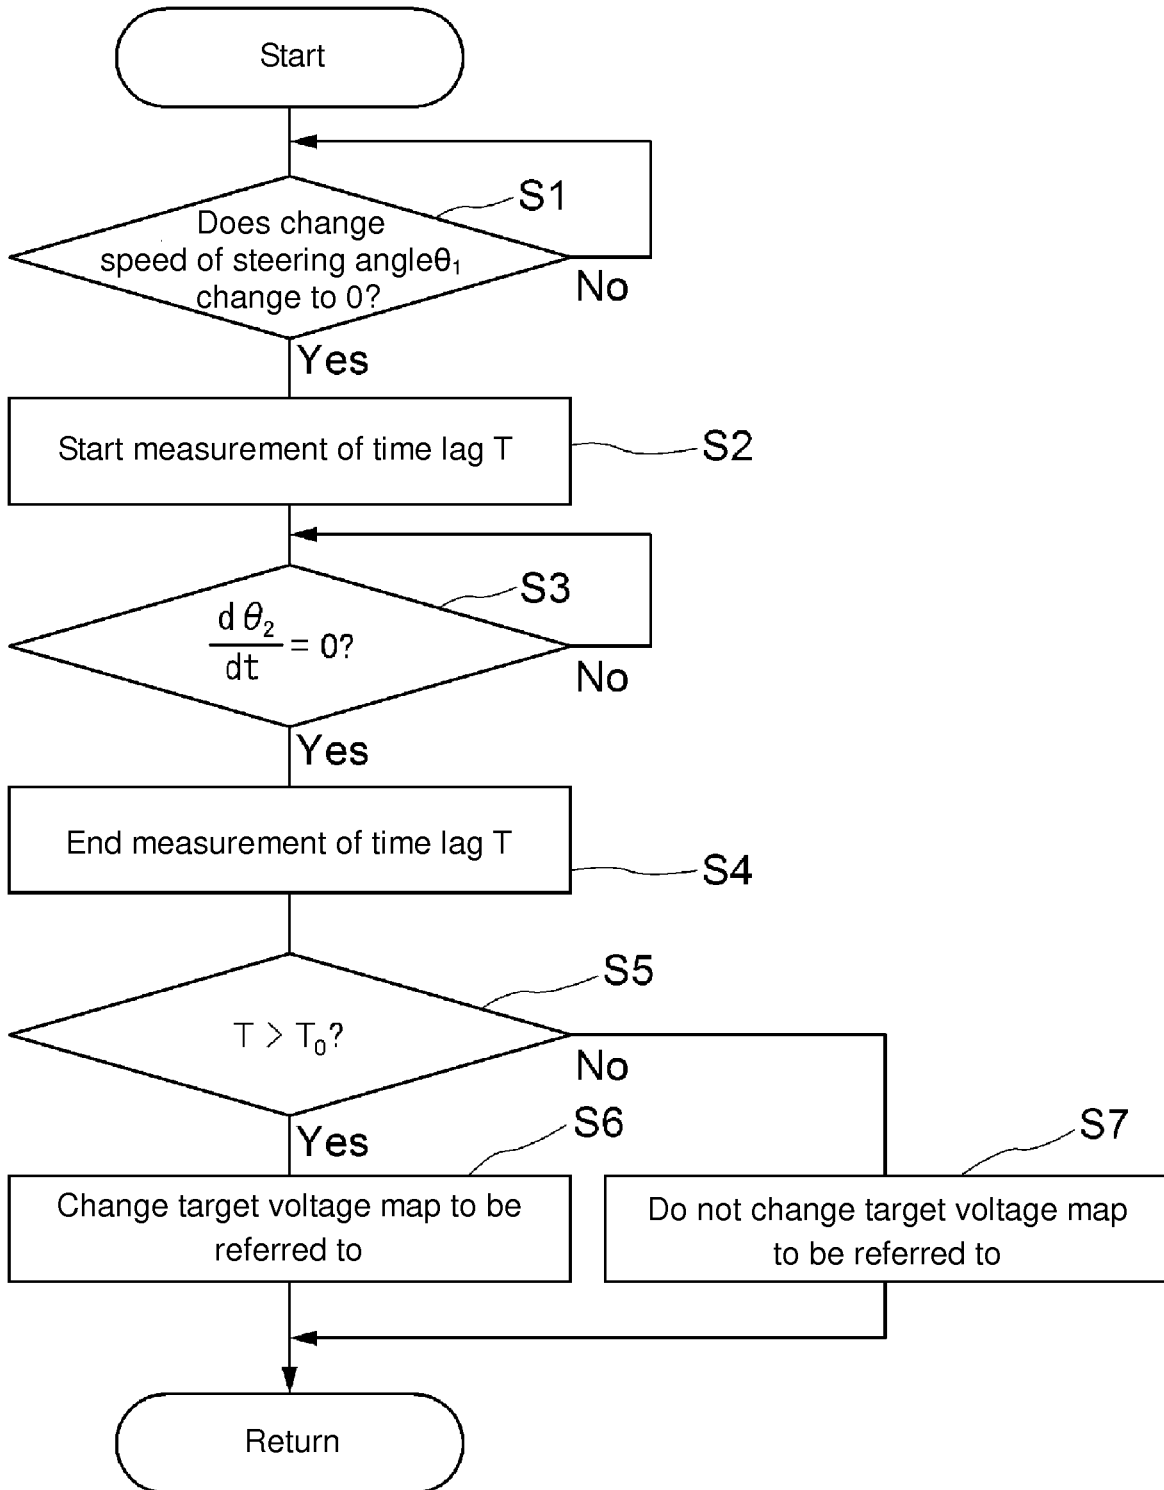 Start
S1
Does change
speed of steering angleθ₁
change to 0?
No
Yes
Start measurement of time lag T
S2
S3
dθ₂
dt
= 0?
No
Yes
End measurement of time lag T
S4
S5
T > T₀?
No
Yes
S6
S7
Change target voltage map to be
referred to
Do not change target voltage map
to be referred to
Return